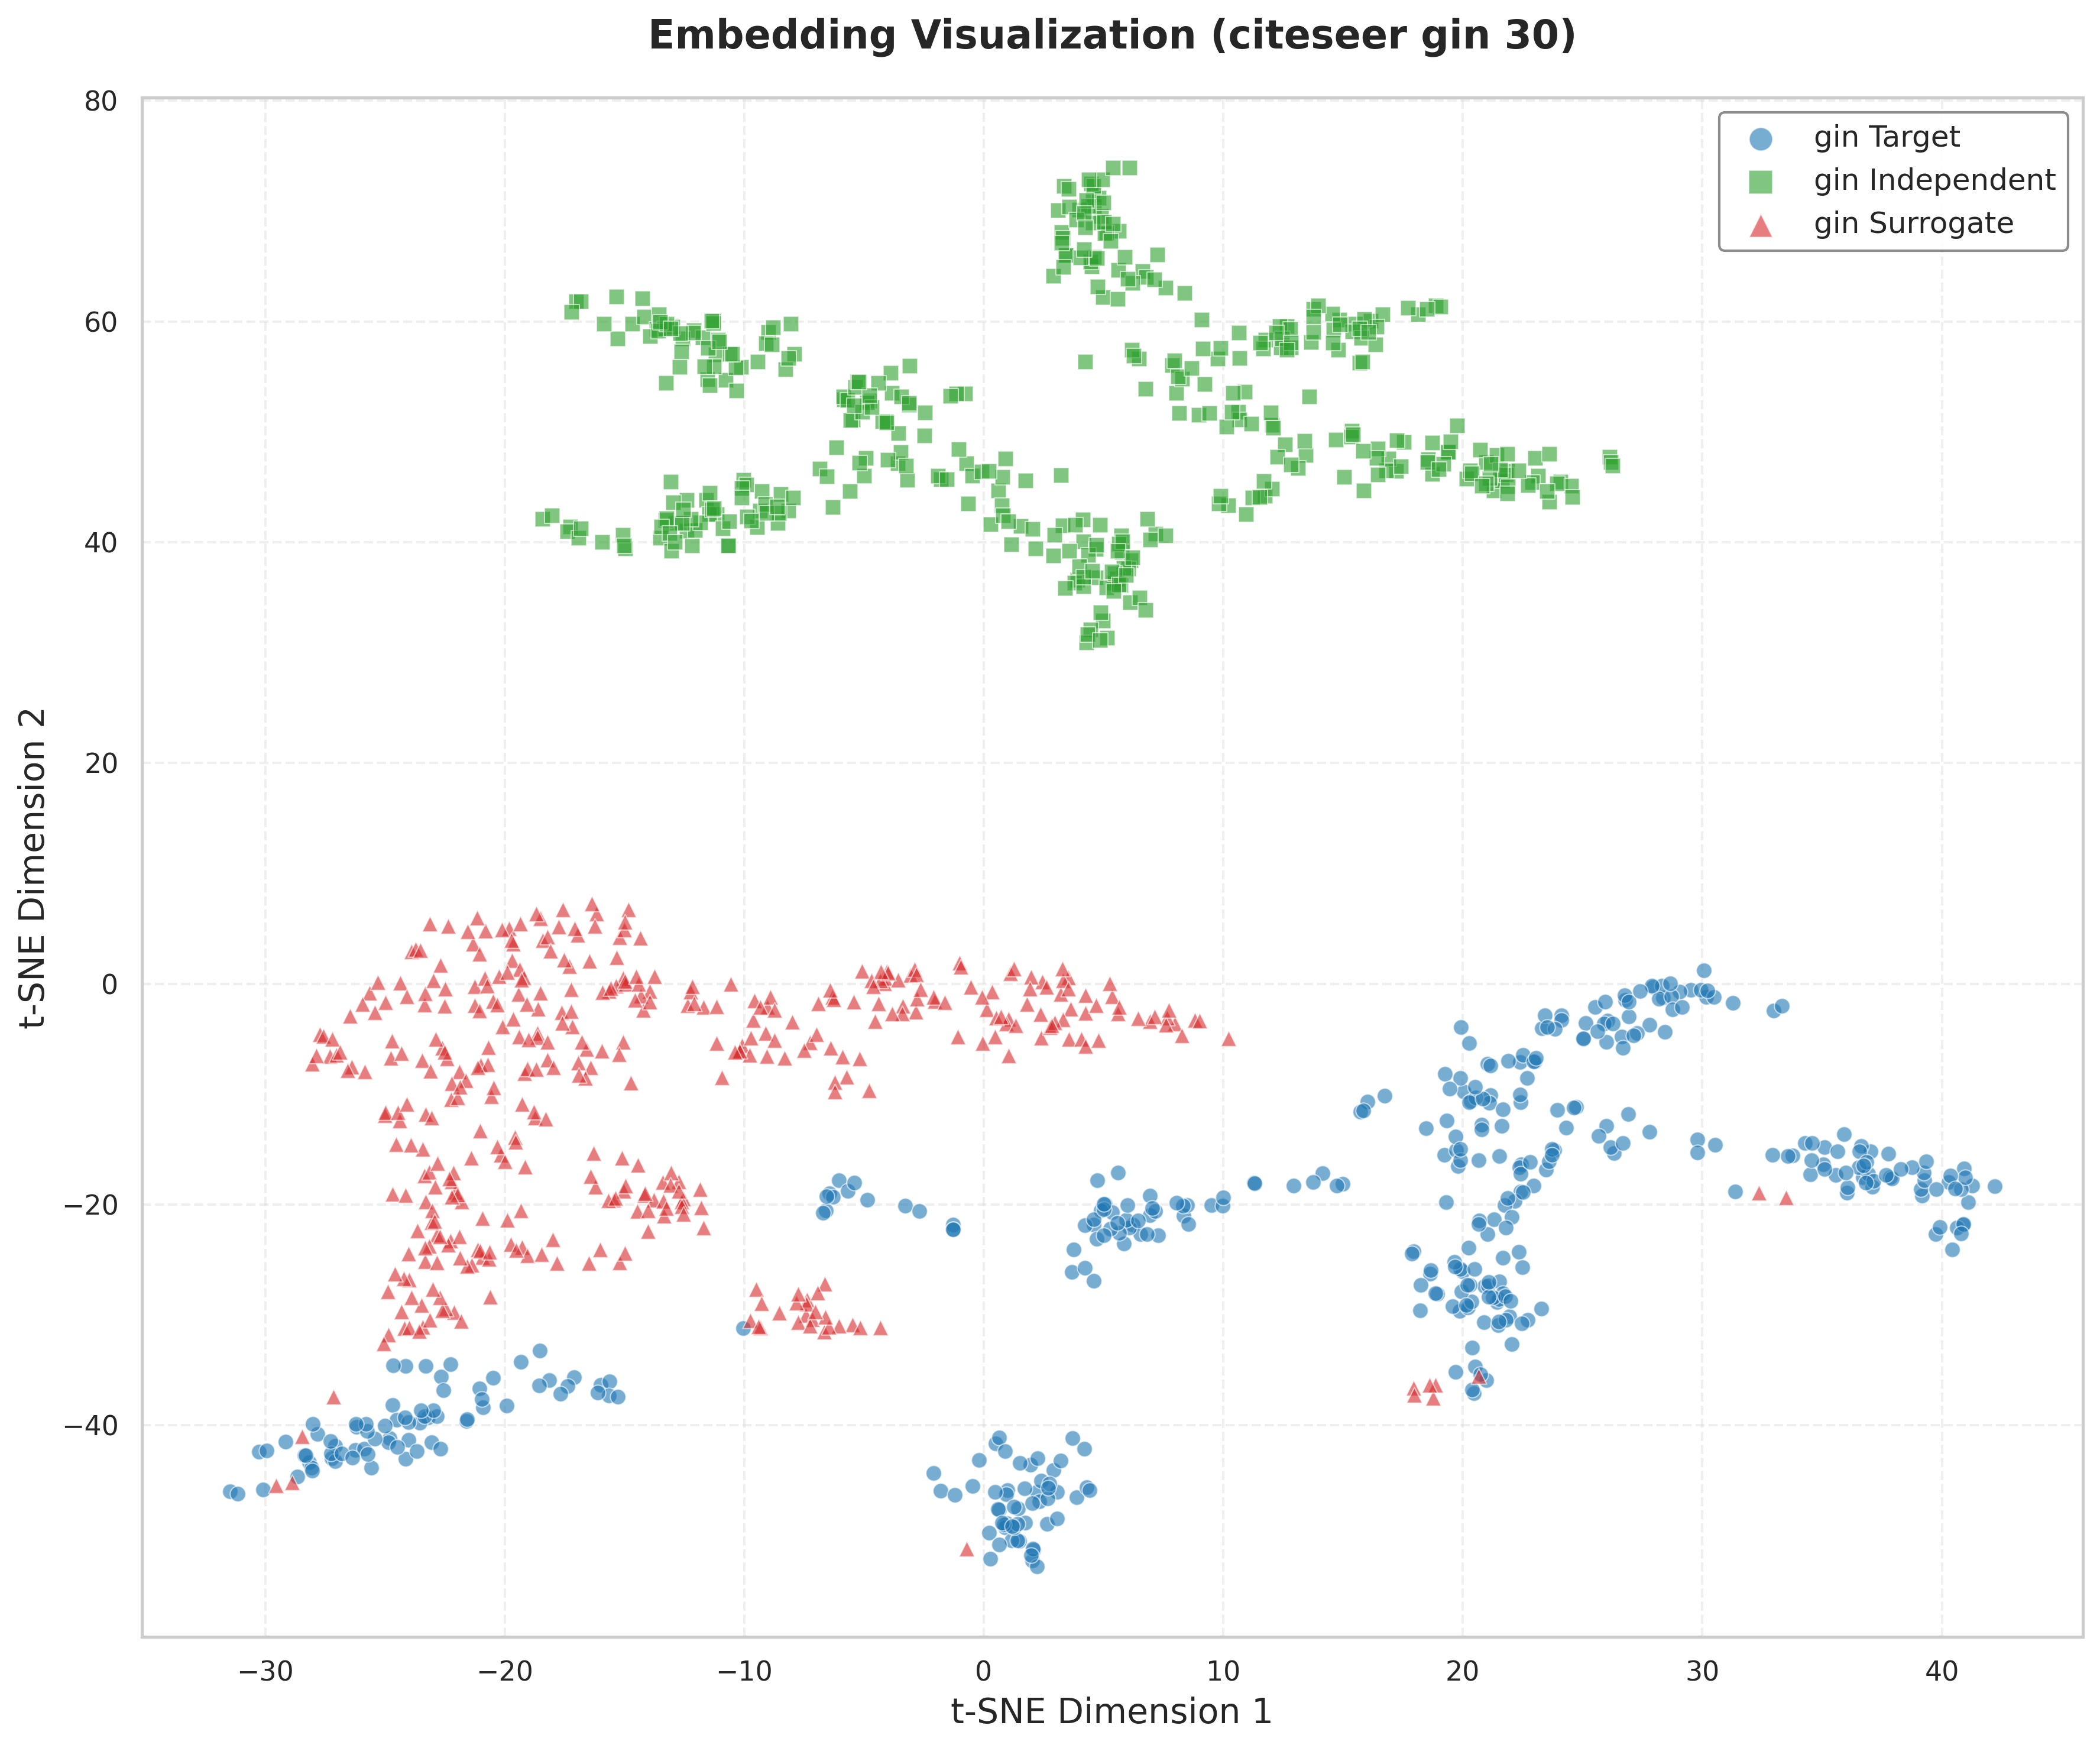 Embedding Visualization (citeseer gin 30)
gin Target
gin Independent
gin Surrogate
80
60
40
20
0
−20
−40
t-SNE Dimension 2
−30
−20
−10
0
10
20
30
40
t-SNE Dimension 1